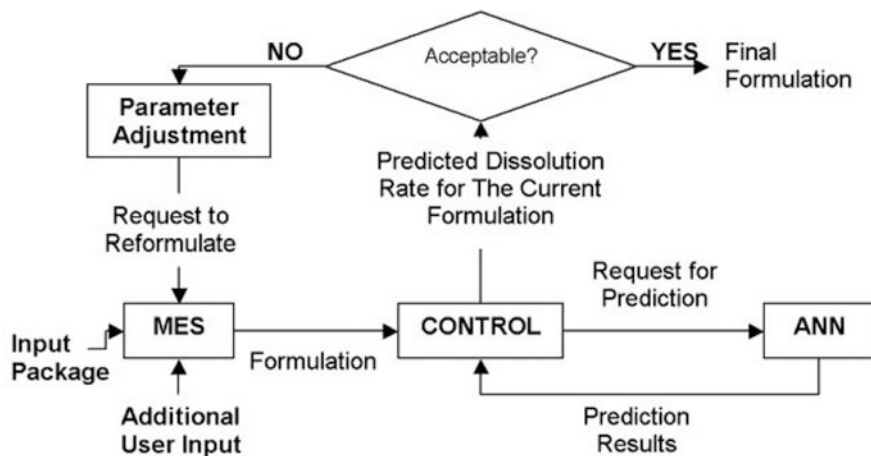 NO
Acceptable?
YES
Final
Formulation
Parameter
Adjustment
Predicted Dissolution
Rate for The Current
Formulation
Request to
Reformulate
Request for
Prediction
Input
Package
MES
Formulation
CONTROL
ANN
Additional
User Input
Prediction
Results